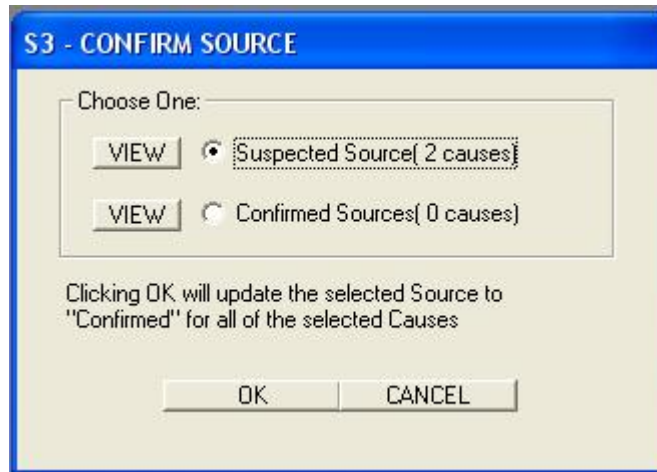 S3 - CONFIRM SOURCE
Choose One:
VIEW Suspected Source( 2 causes)
VIEW Confirmed Sources( 0 causes)
Clicking OK will update the selected Source to
"Confirmed" for all of the selected Causes
OK CANCEL